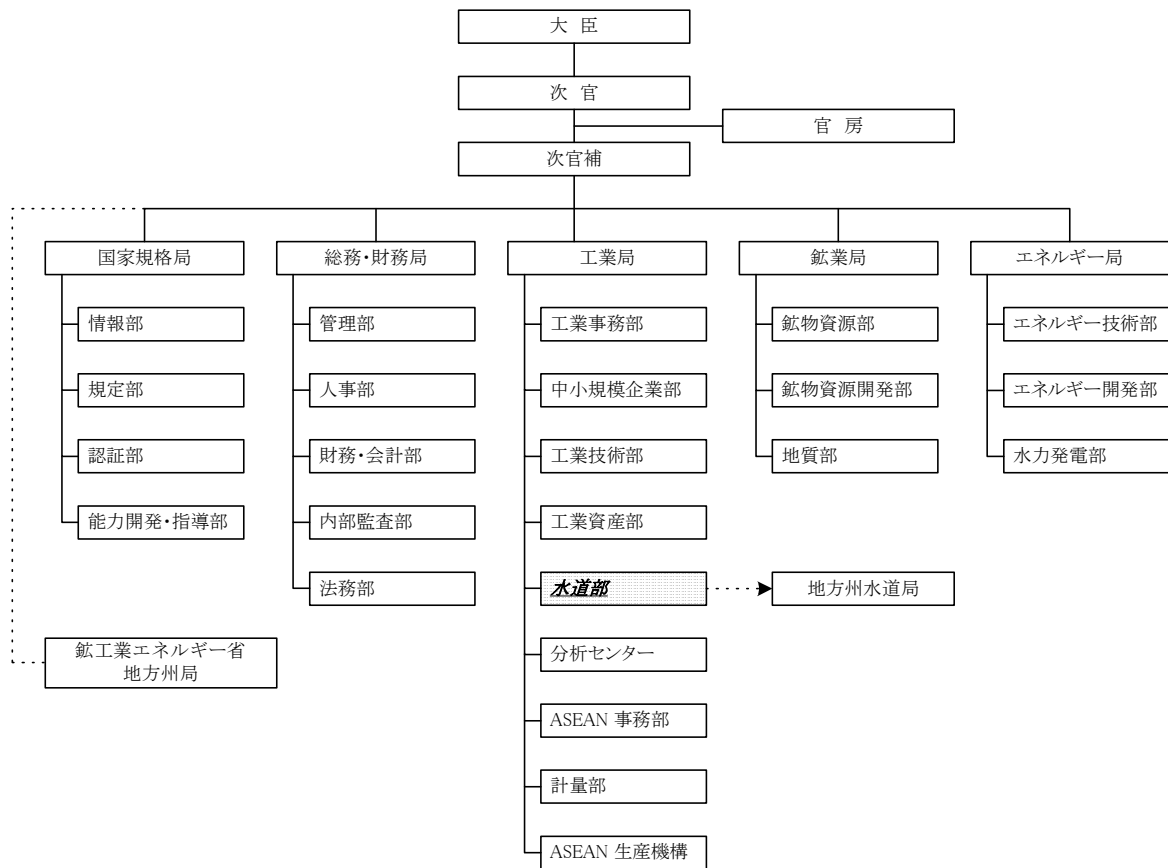 大 臣
次 官
官 房
次官補
国家規格局
総務・財務局
工業局
鉱業局
エネルギー局
情報部
規定部
認証部
能力開発・指導部
管理部
人事部
財務・会計部
内部監査部
法務部
工業事務部
中小規模企業部
工業技術部
工業資産部
水道部
分析センター
ASEAN 事務部
計量部
ASEAN 生産機構
鉱物資源部
鉱物資源開発部
地質部
エネルギー技術部
エネルギー開発部
水力発電部
地方州水道局
鉱工業エネルギー省
地方州局